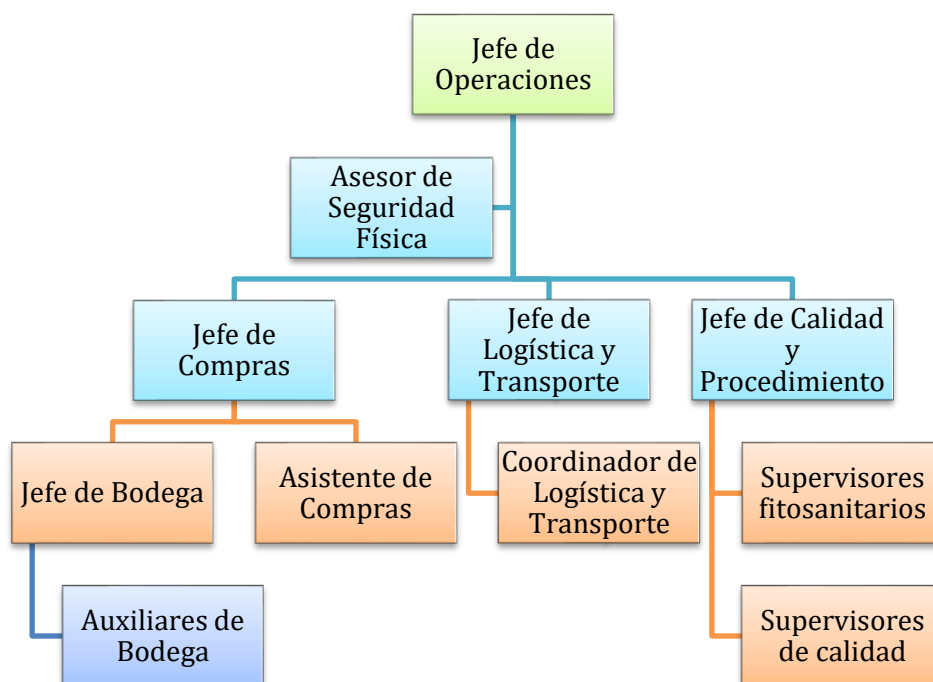 Jefe de
Operaciones
Asesor de
Seguridad
Física
Jefe de
Compras
Jefe de
Logística y
Transporte
Jefe de Calidad
y
Procedimiento
Jefe de Bodega
Asistente de
Compras
Coordinador de
Logística y
Transporte
Supervisores
fitosanitarios
Auxiliares de
Bodega
Supervisores
de calidad